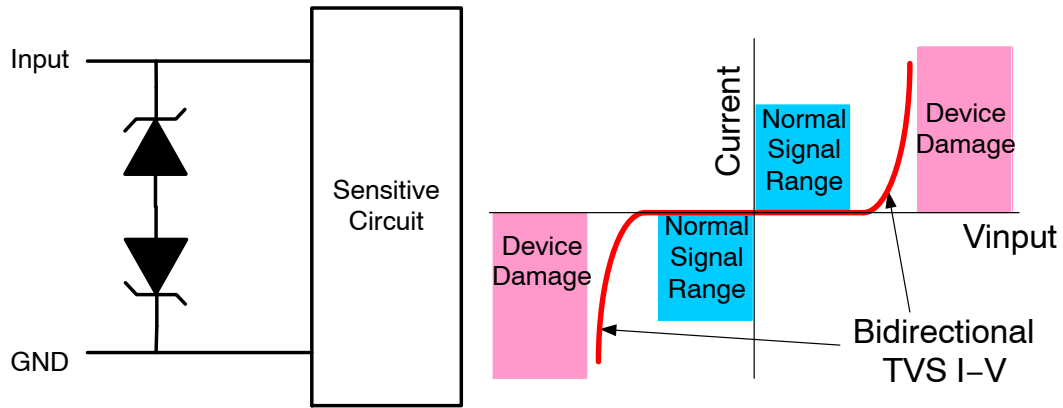 Input
GND
Sensitive
Circuit
Current
Normal
Signal
Range
Device
Damage
Vinput
Device
Damage
Normal
Signal
Range
Bidirectional
TVS I−V